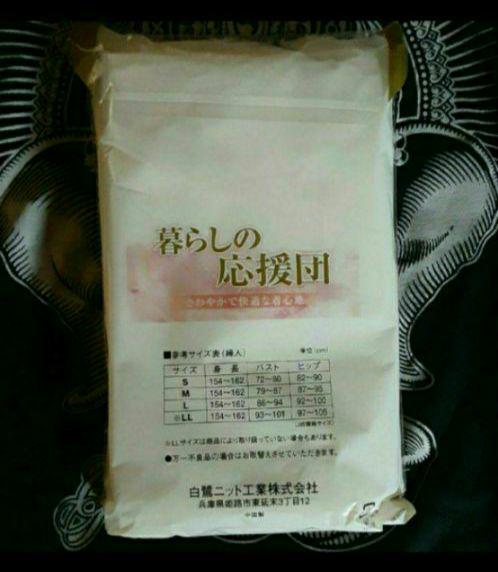 暮らしの
応援団
さわやかで快適な着心地
■参考サイズ表(婦人) 単位(cm)
サイズ 身長 バスト ヒップ
S 154～162 72～80 82～90
M 154～162 79～87 87～95
L 154～162 86～94 92～100
※LL 154～162 93～101 97～105
※LLサイズは商品により取り扱っていない場合もあります。
●万一不良品の場合はお取替えさせていただきます。
白鷺ニット工業株式会社
兵庫県姫路市東延末3丁目12
中国製